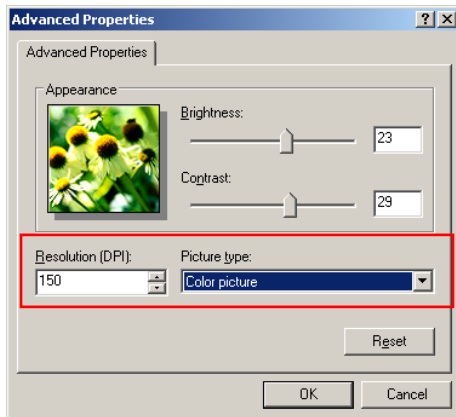 Advanced Properties
Advanced Properties
Appearance
Brightness:
23
Contrast:
29
Resolution (DPI): Picture type:
150 Color picture
Reset
OK Cancel